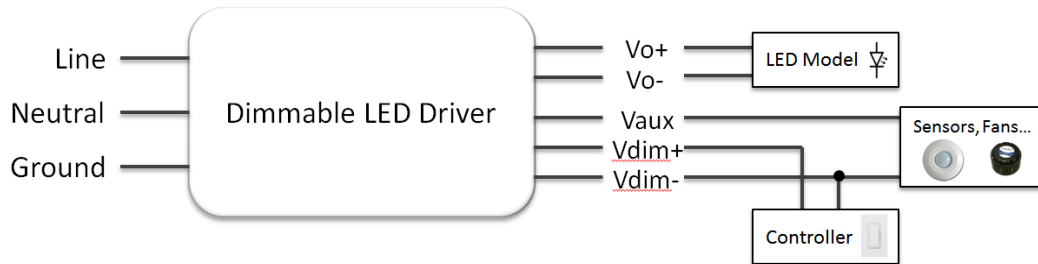 Line
Neutral
Ground
Dimmable LED Driver
Vo+
Vo-
Vaux
Vdim+
Vdim-
LED Model
Sensors, Fans...
Controller